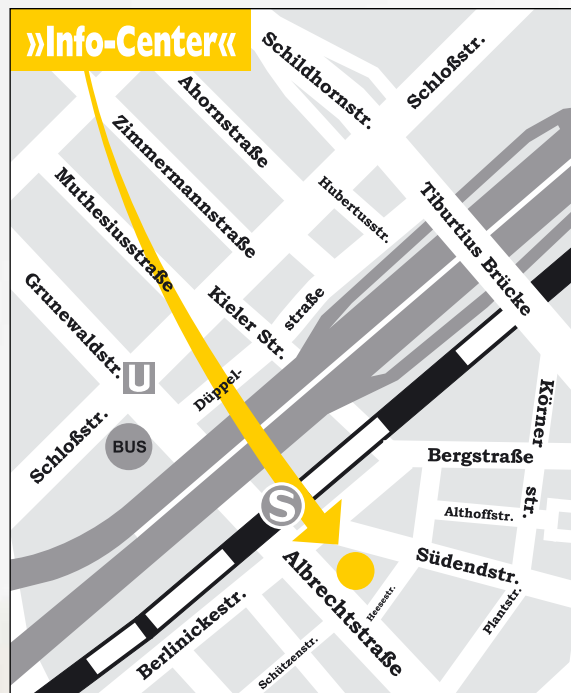 »Info-Center«
Schildhornstr.
Schloßstr.
Ahornstraße
Zimmermannstraße
Hubertusstr.
Muthesiusstraße
Tiburtius Brücke
Grunewaldstr.
Kieler Str.
Düppel-
straße
U
Schloßstr.
BUS
Körner
str.
Bergstraße
S
Althoffstr.
Südendstr.
Albrechtstraße
Heesestr.
Plantstr.
Berlinickestr.
Schützenstr.